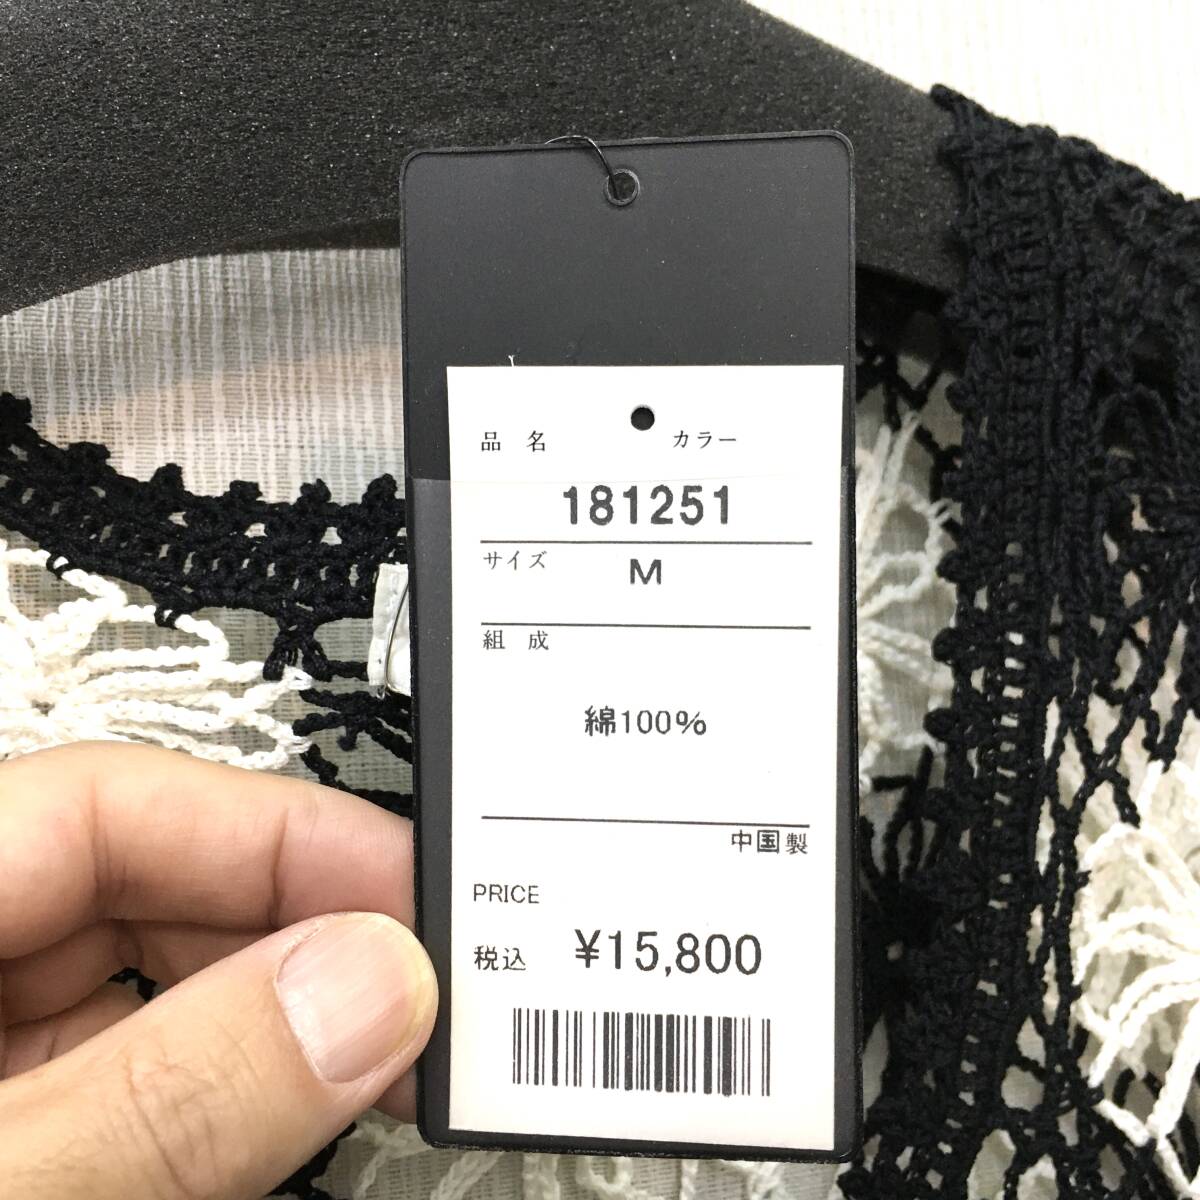 品名 カラー
181251
サイズ M
組成
綿100%
中国製
PRICE
税込 ¥15,800